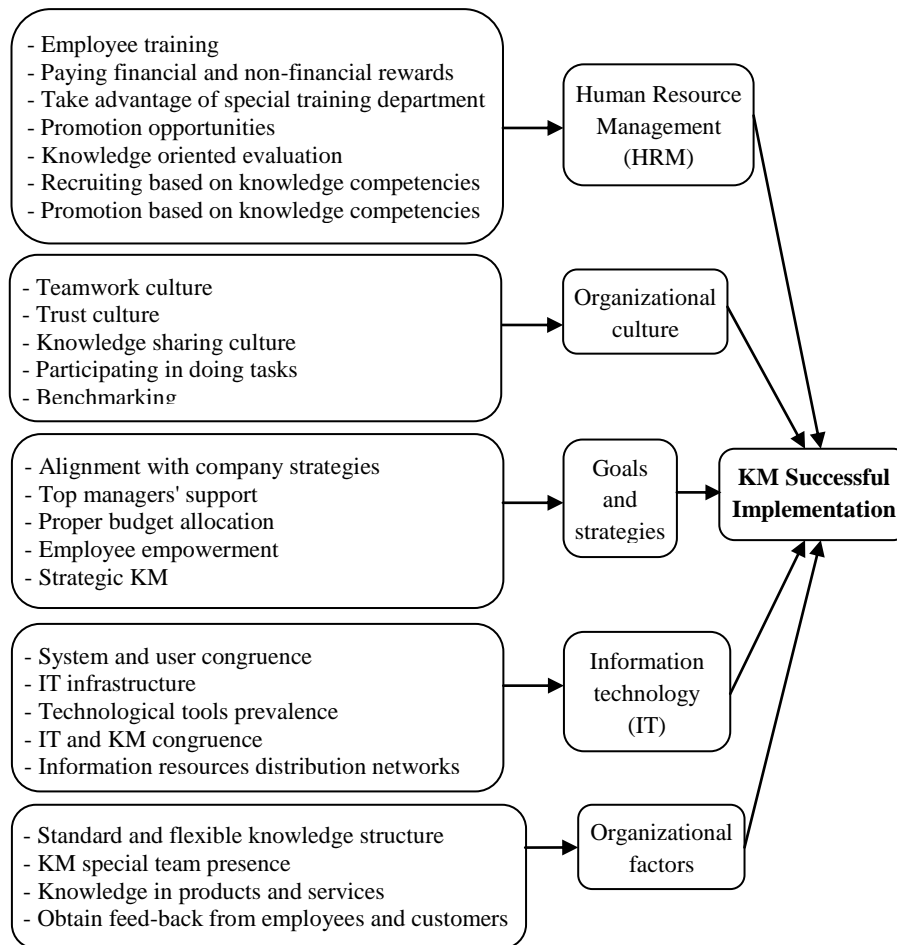 - Employee training
- Paying financial and non-financial rewards
- Take advantage of special training department
- Promotion opportunities
- Knowledge oriented evaluation
- Recruiting based on knowledge competencies
- Promotion based on knowledge competencies
Human Resource
Management
(HRM)
- Teamwork culture
- Trust culture
- Knowledge sharing culture
- Participating in doing tasks
- Benchmarking
Organizational
culture
- Alignment with company strategies
- Top managers' support
- Proper budget allocation
- Employee empowerment
- Strategic KM
Goals
and
strategies
KM Successful
Implementation
- System and user congruence
- IT infrastructure
- Technological tools prevalence
- IT and KM congruence
- Information resources distribution networks
Information
technology
(IT)
- Standard and flexible knowledge structure
- KM special team presence
- Knowledge in products and services
- Obtain feed-back from employees and customers
Organizational
factors